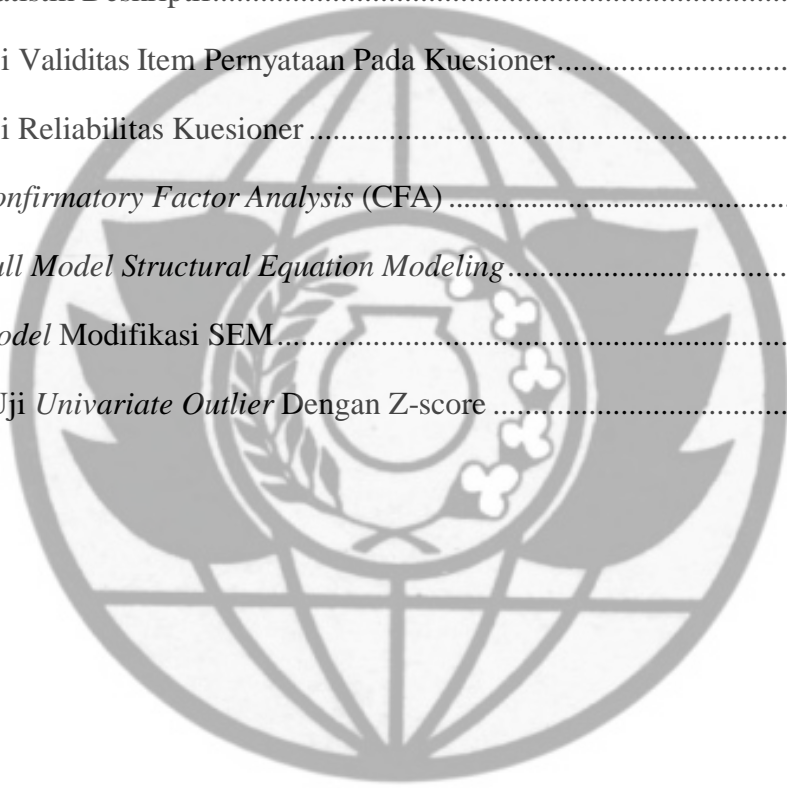 Deskriptif................................................................
i Validitas Item Pernyataan Pada Kuesioner..............................
i Reliabilitas Kuesioner ................................................................
onfirmatory Factor Analysis (CFA) ..............................................
ull Model Structural Equation Modeling......................................
odel Modifikasi SEM.....................................................................
Uji Univariate Outlier Dengan Z-score ........................................